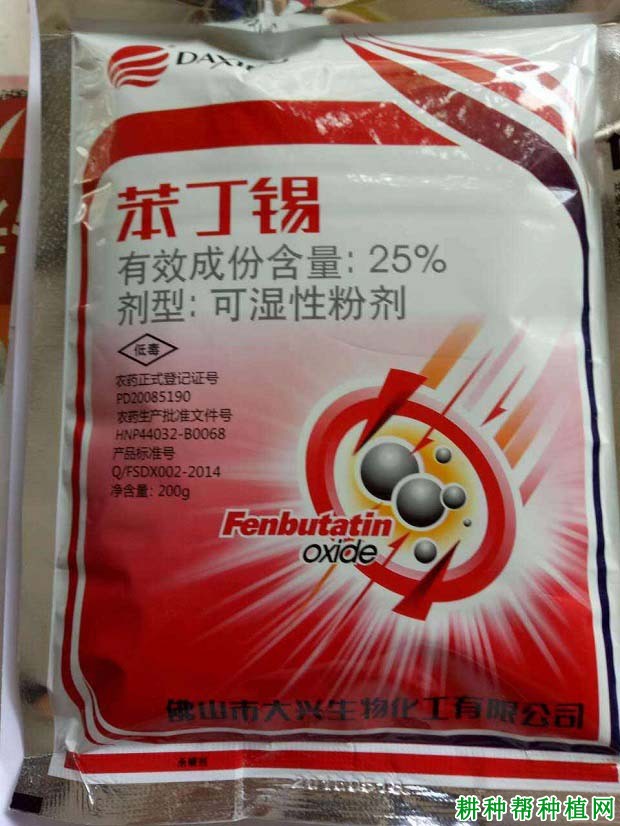 苯丁锡
有效成份含量: 25%
剂型: 可湿性粉剂
低毒
农药正式登记证号
PD20085190
农药生产批准文件号
HNP44032-B0068
产品标准号
Q/FSDX002-2014
净含量: 200g
Fenbutatin
oxide
佛山市大兴生物化工有限公司
杀螨剂
耕种帮种植网